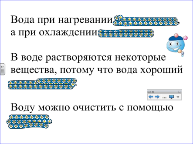 Вода при нагревании
а при охлаждении
В воде растворяются некоторые
вещества, потому что вода хороший
Воду можно очистить с помощью